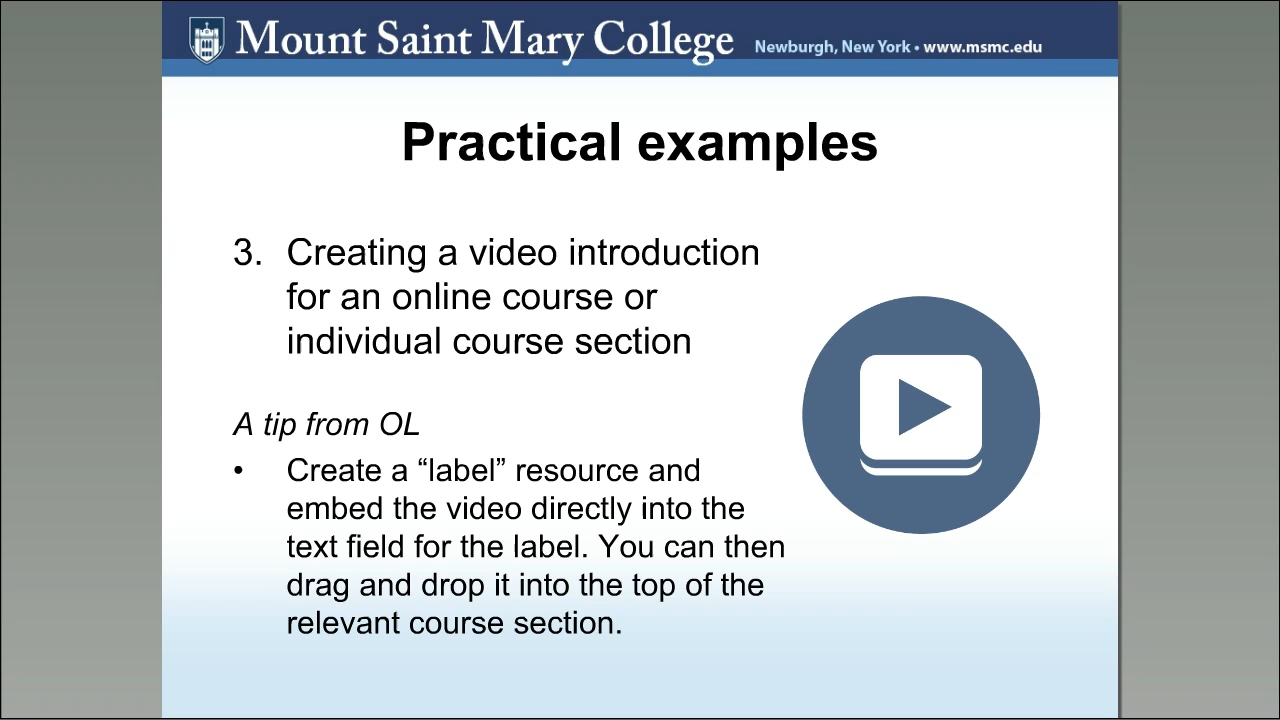 Mount Saint Mary College Newburgh, New York • www.msmc.edu
Practical examples
3. Creating a video introduction
for an online course or
individual course section
A tip from OL
• Create a “label” resource and
embed the video directly into the
text field for the label. You can then
drag and drop it into the top of the
relevant course section.